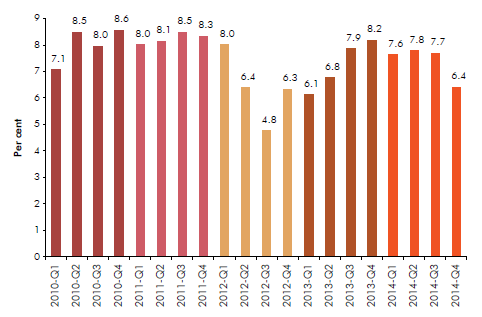 Per cent
9
8
7
6
5
4
3
2
1
0
7.1
8.5
8.0
8.6
8.0
8.1
8.5
8.3
8.0
6.4
4.8
6.3
6.1
6.8
7.9
8.2
7.6
7.8
7.7
6.4
2010-Q1
2010-Q2
2010-Q3
2010-Q4
2011-Q1
2011-Q2
2011-Q3
2011-Q4
2012-Q1
2012-Q2
2012-Q3
2012-Q4
2013-Q1
2013-Q2
2013-Q3
2013-Q4
2014-Q1
2014-Q2
2014-Q3
2014-Q4